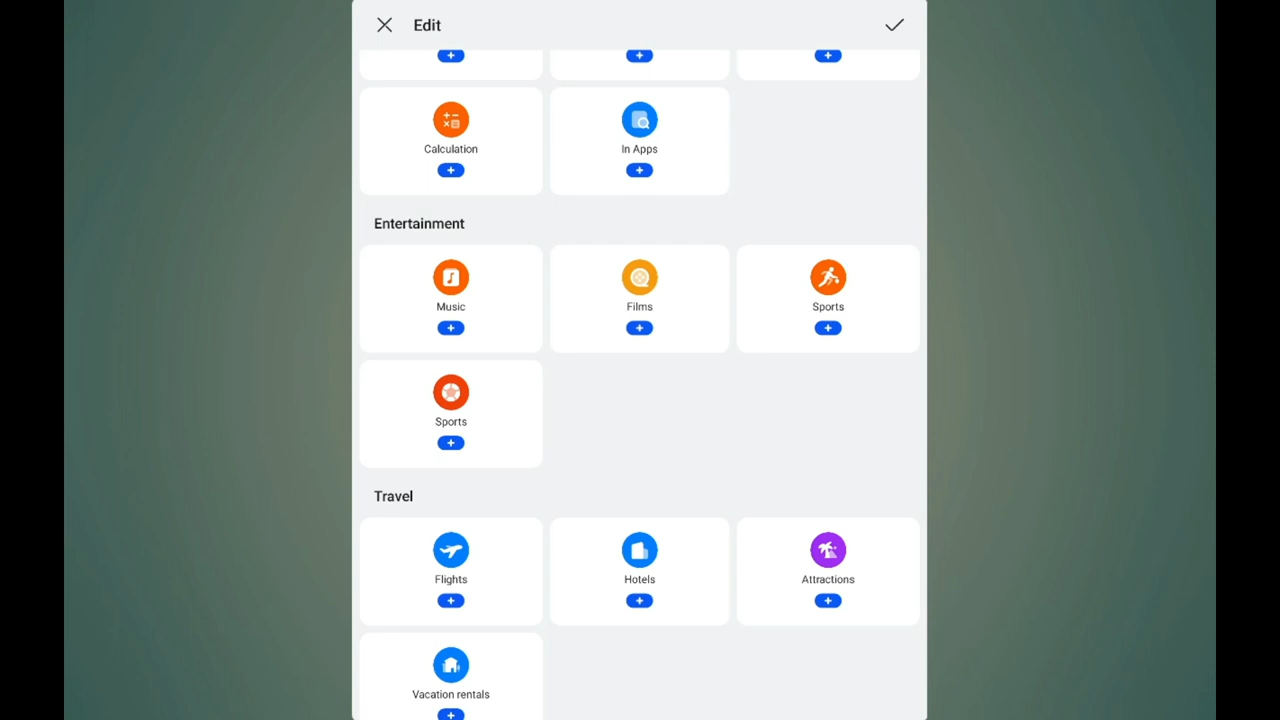 Edit
Calculation
In Apps
Entertainment
Music
Films
Sports
Sports
Travel
Flights
Hotels
Attractions
Vacation rentals